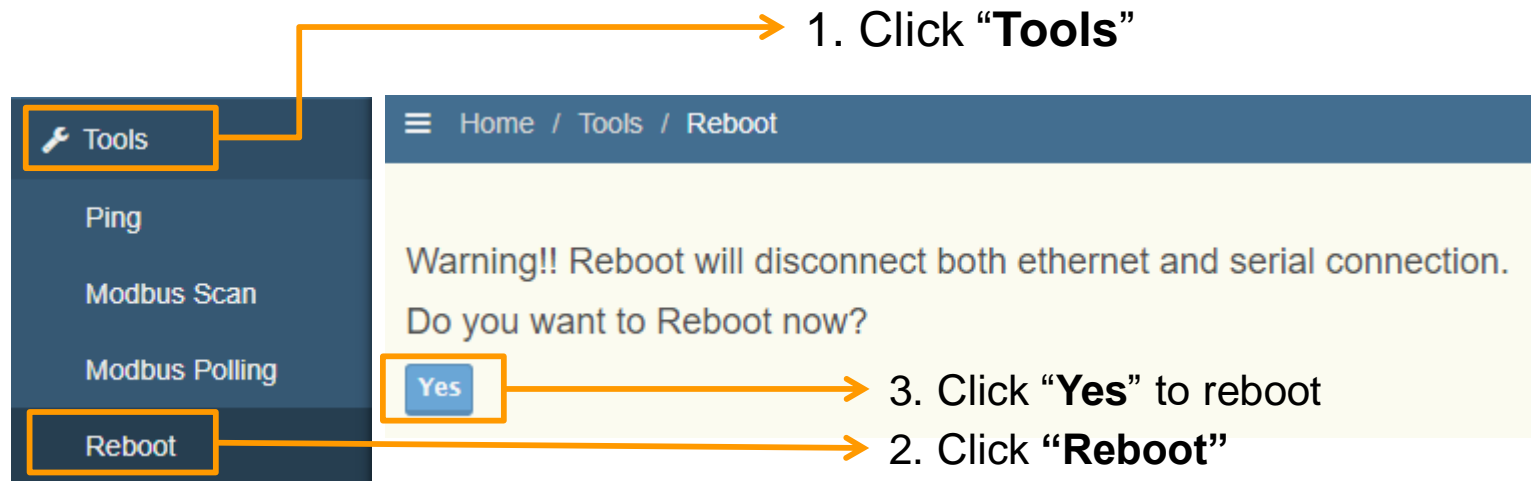 1. Click “Tools”
Tools
Ping
Modbus Scan
Modbus Polling
Reboot
Home / Tools / Reboot
Warning!! Reboot will disconnect both ethernet and serial connection.
Do you want to Reboot now?
Yes
3. Click “Yes” to reboot
2. Click “Reboot”